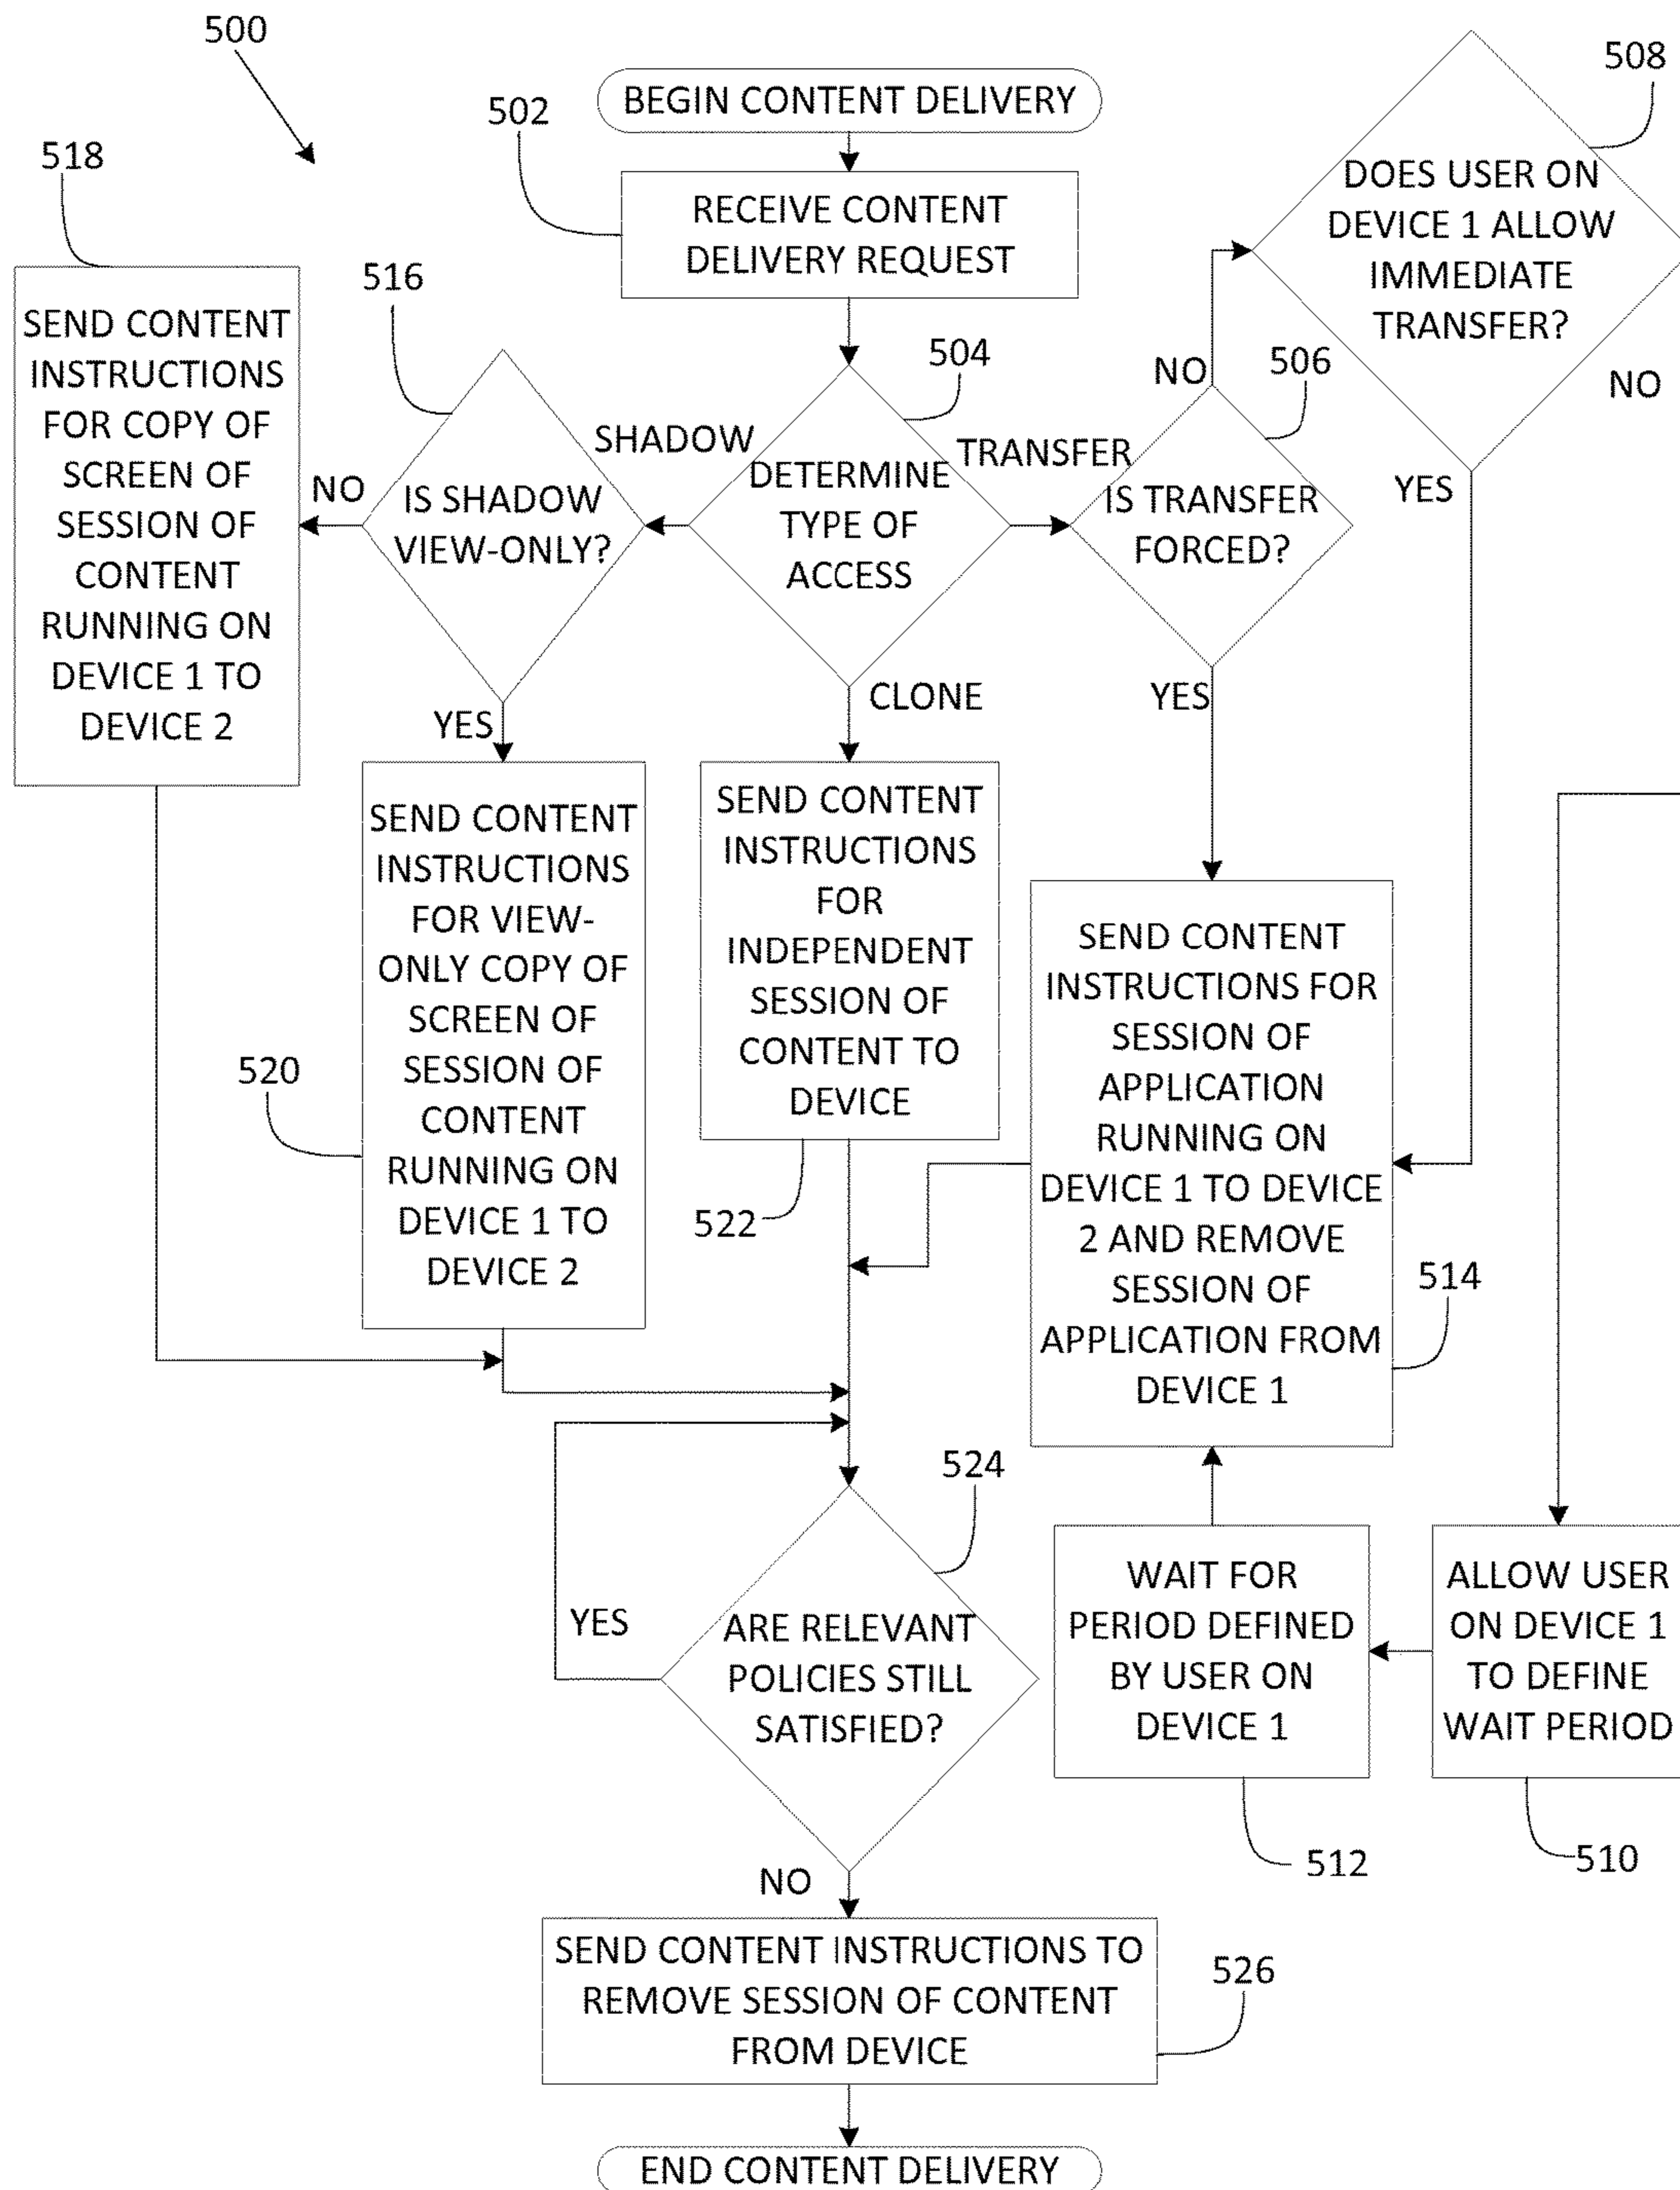 500
BEGIN CONTENT DELIVERY
502
RECEIVE CONTENT
DELIVERY REQUEST
508
DOES USER ON
DEVICE 1 ALLOW
IMMEDIATE
TRANSFER?
NO
YES
518
SEND CONTENT
INSTRUCTIONS
FOR COPY OF
SCREEN OF
SESSION OF
CONTENT
RUNNING ON
DEVICE 1 TO
DEVICE 2
516
IS SHADOW
VIEW-ONLY?
NO
YES
SHADOW
504
DETERMINE
TYPE OF
ACCESS
TRANSFER
CLONE
506
IS TRANSFER
FORCED?
NO
YES
520
SEND CONTENT
INSTRUCTIONS
FOR VIEW-
ONLY COPY OF
SCREEN OF
SESSION OF
CONTENT
RUNNING ON
DEVICE 1 TO
DEVICE 2
SEND CONTENT
INSTRUCTIONS
FOR
INDEPENDENT
SESSION OF
CONTENT TO
DEVICE
522
SEND CONTENT
INSTRUCTIONS FOR
SESSION OF
APPLICATION
RUNNING ON
DEVICE 1 TO DEVICE
2 AND REMOVE
SESSION OF
APPLICATION FROM
DEVICE 1
514
524
ARE RELEVANT
POLICIES STILL
SATISFIED?
YES
NO
WAIT FOR
PERIOD DEFINED
BY USER ON
DEVICE 1
512
ALLOW USER
ON DEVICE 1
TO DEFINE
WAIT PERIOD
510
SEND CONTENT INSTRUCTIONS TO
REMOVE SESSION OF CONTENT
FROM DEVICE
526
END CONTENT DELIVERY